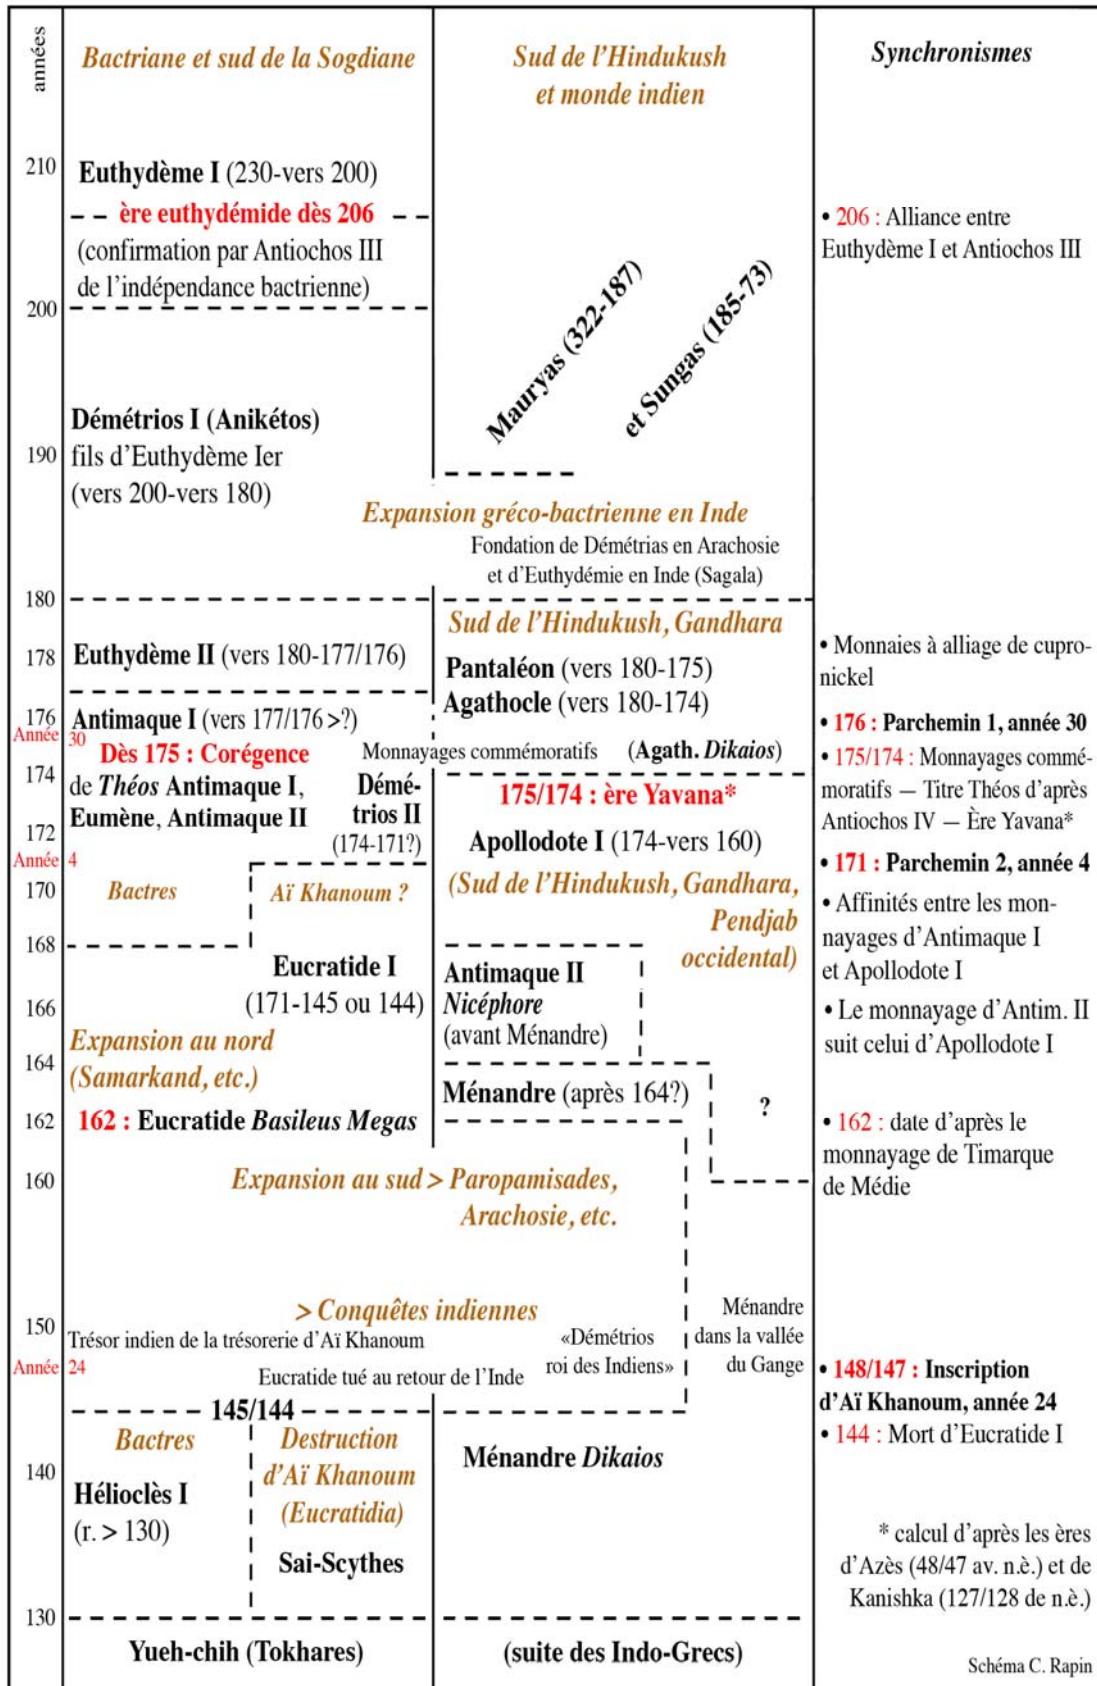 années
Bactriane et sud de la Sogdiane
Sud de l'Hindukush
et monde indien
Synchronismes
210
Euthydème I (230-vers 200)
ère euthydémide dès 206
(confirmation par Antiochos III
de l'indépendance bactrienne)
• 206 : Alliance entre
Euthydème I et Antiochos III
200
Mauryas (322-187)
et Sungas (185-73)
Démétrios I (Anikétos)
190
fils d'Euthydème Ier
(vers 200-vers 180)
Expansion gréco-bactrienne en Inde
Fondation de Démétrias en Arachosie
et d'Euthydémie en Inde (Sagala)
180
Sud de l'Hindukush, Gandhara
178
Euthydème II (vers 180-177/176)
Pantaléon (vers 180-175)
Agathocle (vers 180-174)
• Monnaies à alliage de cupro-
nickel
176
Antimaque I (vers 177/176 >?)
• 176 : Parchemin 1, année 30
Année 30
Dès 175 : Corégence
Monnayages commémoratifs
(Agath. Dikaios)
174
de Théos Antimaque I,
Eumène, Antimaque II
Démé-
trios II
(174-171?)
175/174 : ère Yavana*
• 175/174 : Monnayages commé-
moratifs — Titre Théos d'après
Antiochos IV — Ère Yavana*
172
Apollodote I (174-vers 160)
Année 4
• 171 : Parchemin 2, année 4
170
Bactres
Aï Khanoum ?
(Sud de l'Hindukush, Gandhara,
Pendjab
occidental)
• Affinités entre les mon-
nayages d'Antimaque I
et Apollodote I
168
Eucratide I
(171-145 ou 144)
Antimaque II
Nicéphore
(avant Ménandre)
166
• Le monnayage d'Antim. II
suit celui d'Apollodote I
Expansion au nord
(Samarkand, etc.)
164
Ménandre (après 164?)
?
162
162 : Eucratide Basileus Megas
• 162 : date d'après le
monnayage de Timarque
de Médie
160
Expansion au sud > Paropamisades,
Arachosie, etc.
> Conquêtes indiennes
150
Trésor indien de la trésorerie d'Aï Khanoum
«Démétrios
roi des Indiens»
Ménandre
dans la vallée
du Gange
Année 24
Eucratide tué au retour de l'Inde
• 148/147 : Inscription
d'Aï Khanoum, année 24
145/144
• 144 : Mort d'Eucratide I
Bactres
Destruction
d'Aï Khanoum
(Eucratidia)
Ménandre Dikaios
140
Hélioclès I
(r. > 130)
Sai-Scythes
* calcul d'après les ères
d'Azès (48/47 av. n.è.) et de
Kanishka (127/128 de n.è.)
130
Yueh-chih (Tokhares)
(suite des Indo-Grecs)
Schéma C. Rapin